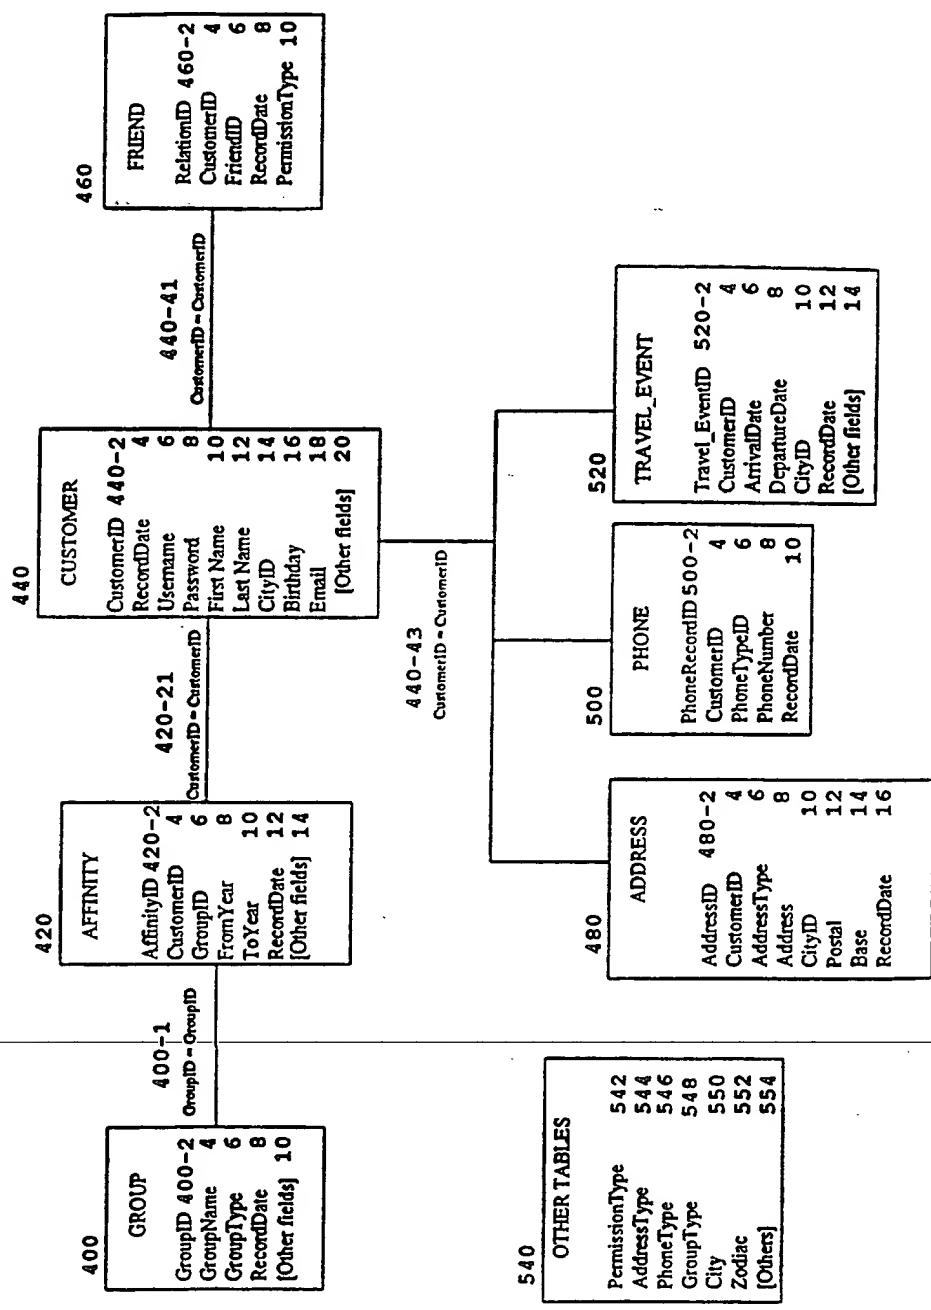 400
GROUP
GroupID 400-2
GroupName 4
GroupType 6
RecordDate 8
[Other fields] 10
400-1
GroupID = GroupID
420
AFFINITY
AffinityID 420-2
CustomerID 4
GroupID 6
FromYear 8
ToYear 10
RecordDate 12
[Other fields] 14
420-21
CustomerID = CustomerID
440
CUSTOMER
CustomerID 440-2
RecordDate 4
Username 6
Password 8
First Name 10
Last Name 12
CityID 14
Birthday 16
Email 18
[Other fields] 20
440-41
CustomerID = CustomerID
460
FRIEND
RelationID 460-2
CustomerID 4
FriendID 6
RecordDate 8
PermissionType 10
440-43
CustomerID = CustomerID
540
OTHER TABLES
PermissionType 542
AddressType 544
PhoneType 546
GroupType 548
City 550
Zodiac 552
[Others] 554
480
ADDRESS
AddressID 480-2
CustomerID 4
AddressType 6
Address 8
CityID 10
Postal 12
Base 14
RecordDate 16
500
PHONE
PhoneRecordID 500-2
CustomerID 4
PhoneTypeID 6
PhoneNumber 8
RecordDate 10
520
TRAVEL_EVENT
Travel_EventID 520-2
CustomerID 4
ArrivalDate 6
DepartureDate 8
CityID 10
RecordDate 12
[Other fields] 14